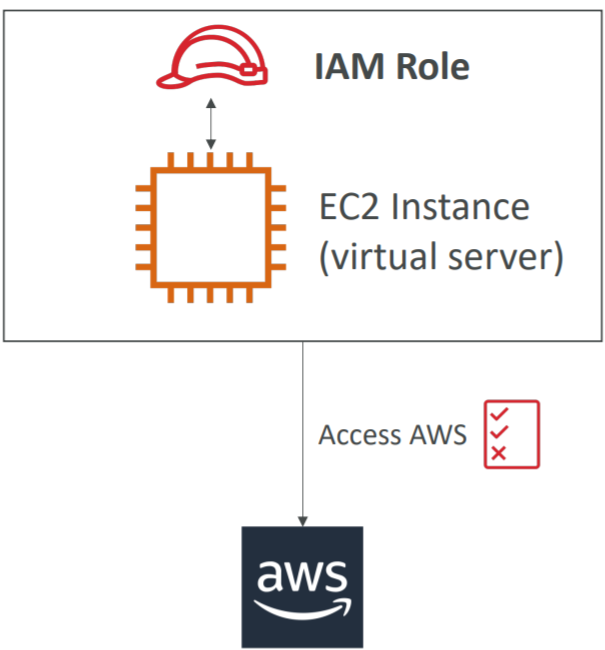 IAM Role
EC2 Instance
(virtual server)
Access AWS
aws